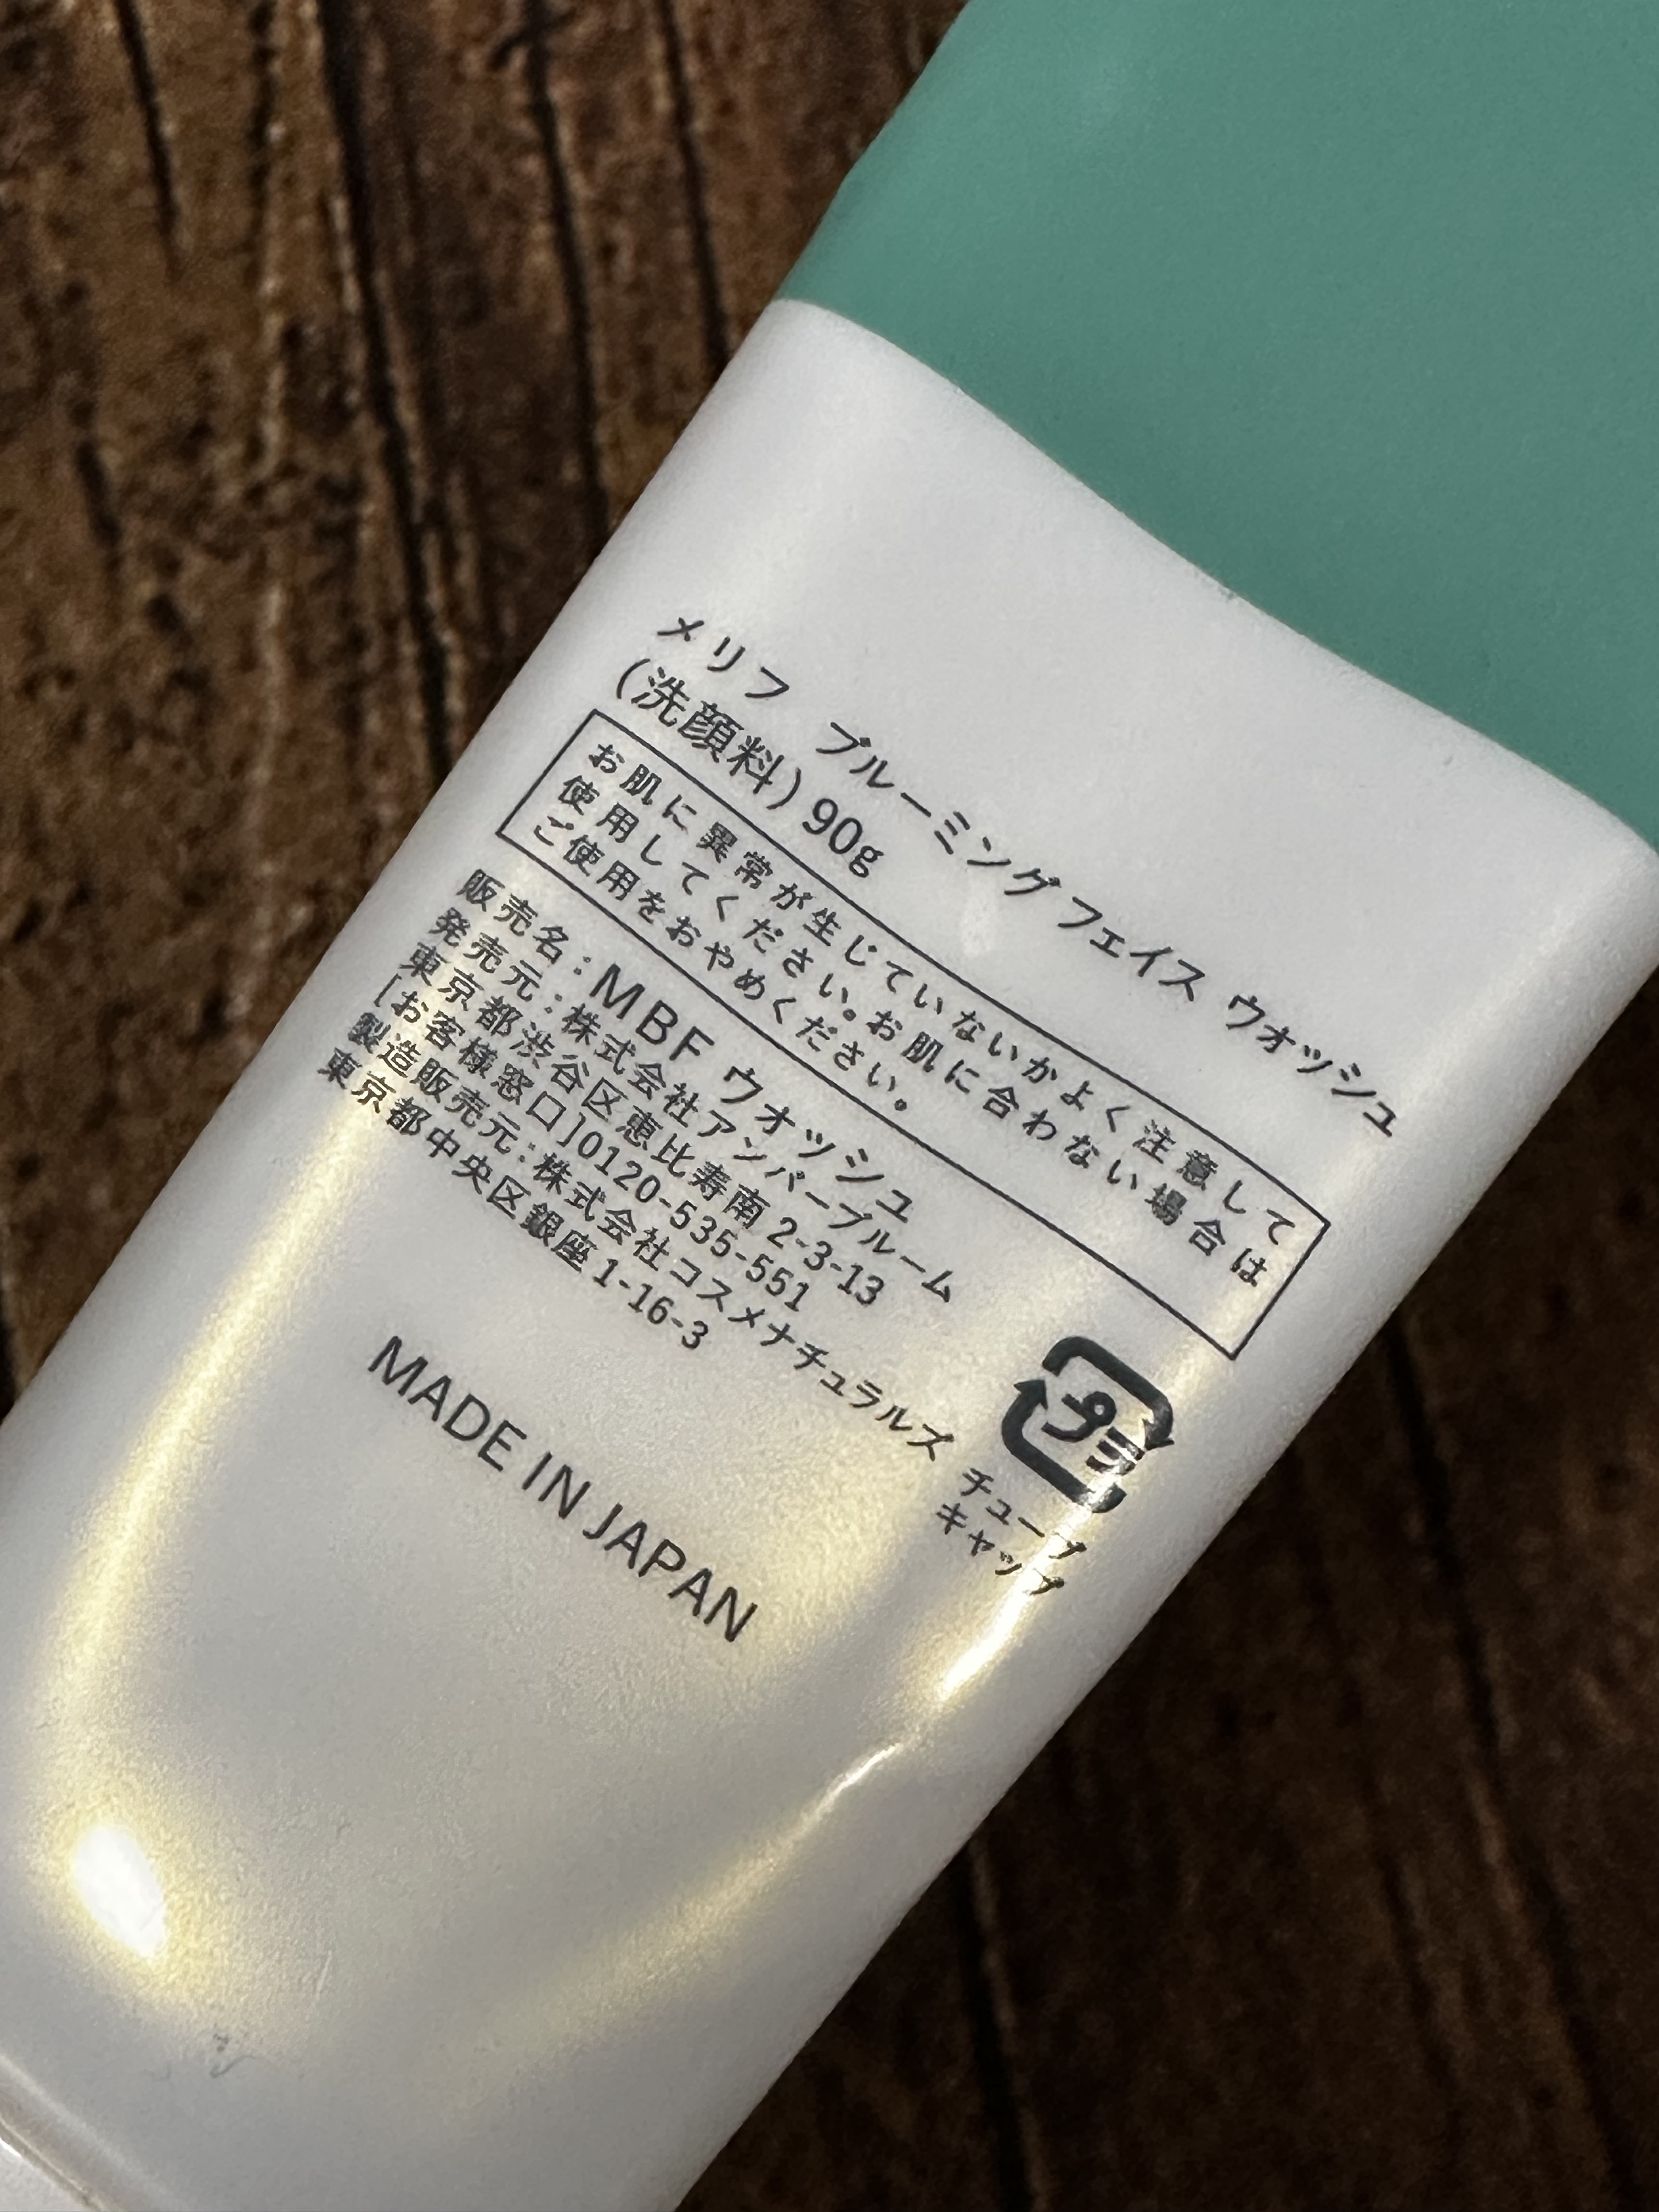 メリフ ブルーミング フェイス ウォッシュ
(洗顔料) 90g
お肌に異常が生じていないかよく注意して
使用してください。お肌に合わない場合は
ご使用をおやめください。
販売名：MBF ウオッシュ
発売元：株式会社アンバーブルーム
東京都渋谷区恵比寿南 2-3-13
[お客様窓口]0120-535-551
製造販売元：株式会社コスメナチュラルズ
東京都中央区銀座 1-16-3
プラ
チューブ
キャップ
MADE IN JAPAN